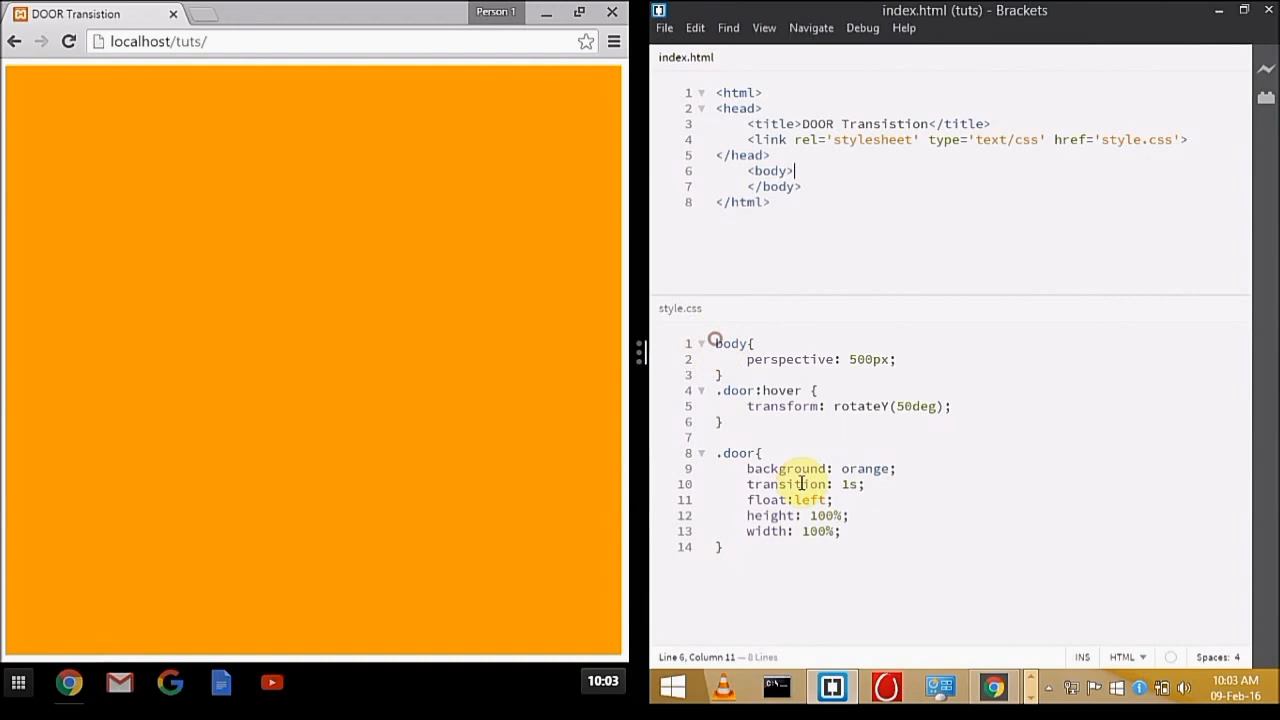 DOOR Transistion
Person 1
localhost/tuts/
index.html (tuts) - Brackets
File Edit Find View Navigate Debug Help
index.html
1 <html>
2 <head>
3 <title>DOOR Transistion</title>
4 <link rel='stylesheet' type='text/css' href='style.css'>
5 </head>
6 <body>
7 </body>
8 </html>
style.css
1 body{
2 perspective: 500px;
3 }
4 .door:hover {
5 transform: rotateY(50deg);
6 }
7
8 .door{
9 background: orange;
10 transition: 1s;
11 float:left;
12 height: 100%;
13 width: 100%;
14 }
Line 6, Column 11 — 8 Lines
INS HTML Spaces: 4
10:03
10:03 AM
09-Feb-16